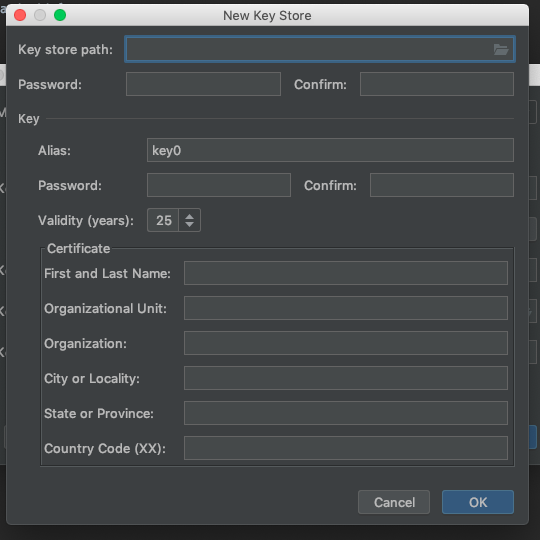 New Key Store
Key store path:
Password: Confirm:
Key
Alias: key0
Password: Confirm:
Validity (years): 25
Certificate
First and Last Name:
Organizational Unit:
Organization:
City or Locality:
State or Province:
Country Code (XX):
Cancel OK